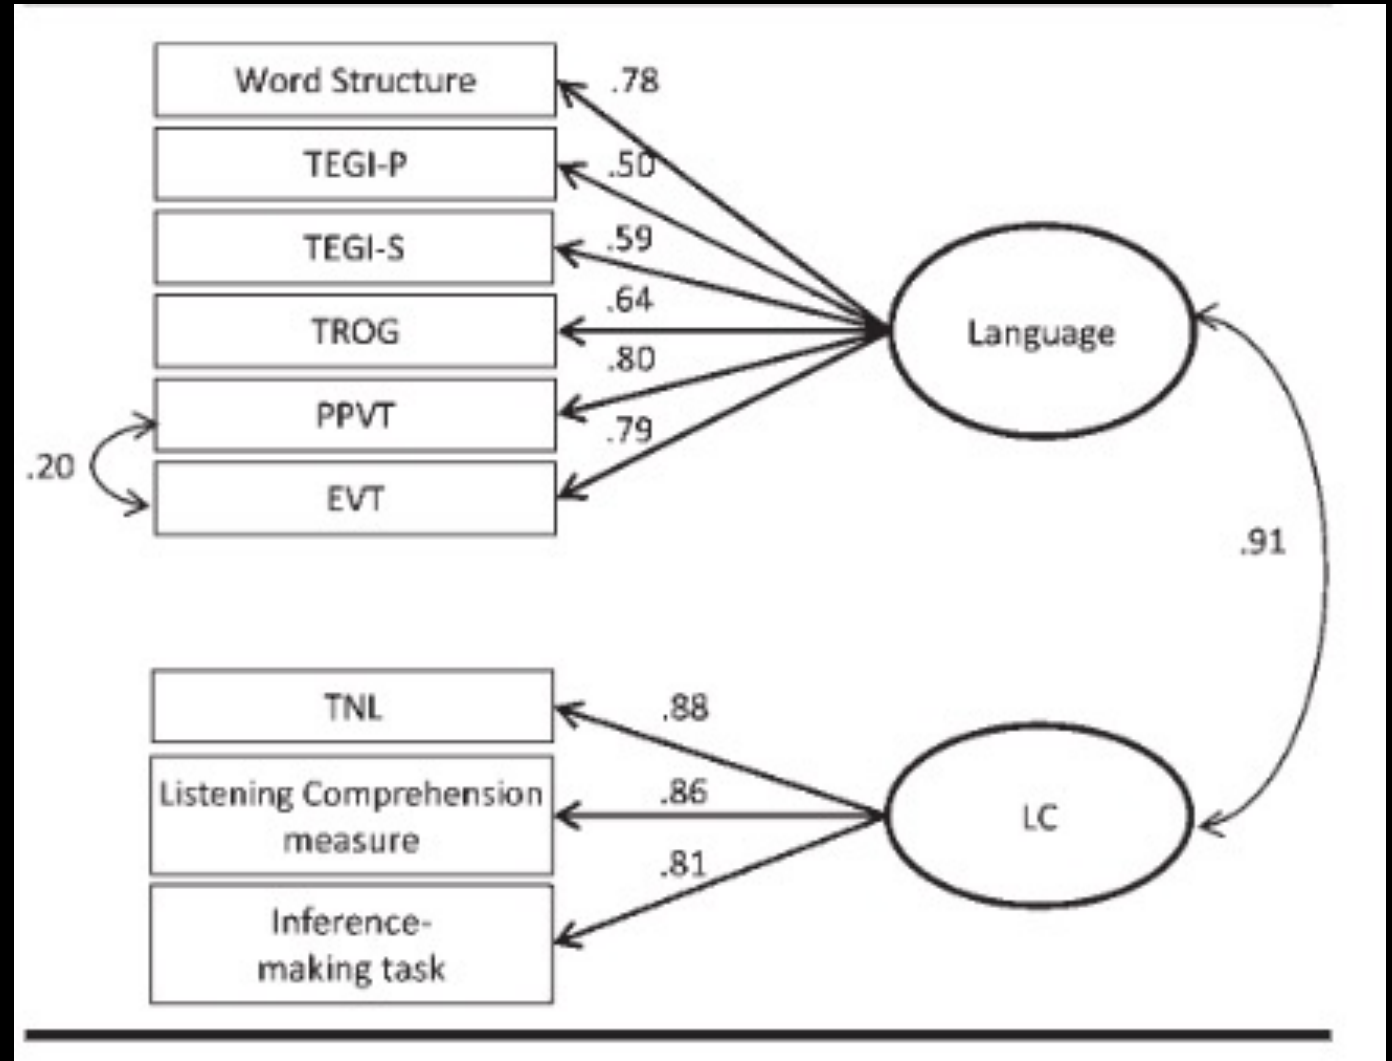 Word Structure
.78
TEGI-P
.50
TEGI-S
.59
.64
TROG
Language
.80
PPVT
.79
.20
EVT
.91
TNL
.88
Listening Comprehension
measure
.86
LC
.81
Inference-
making task